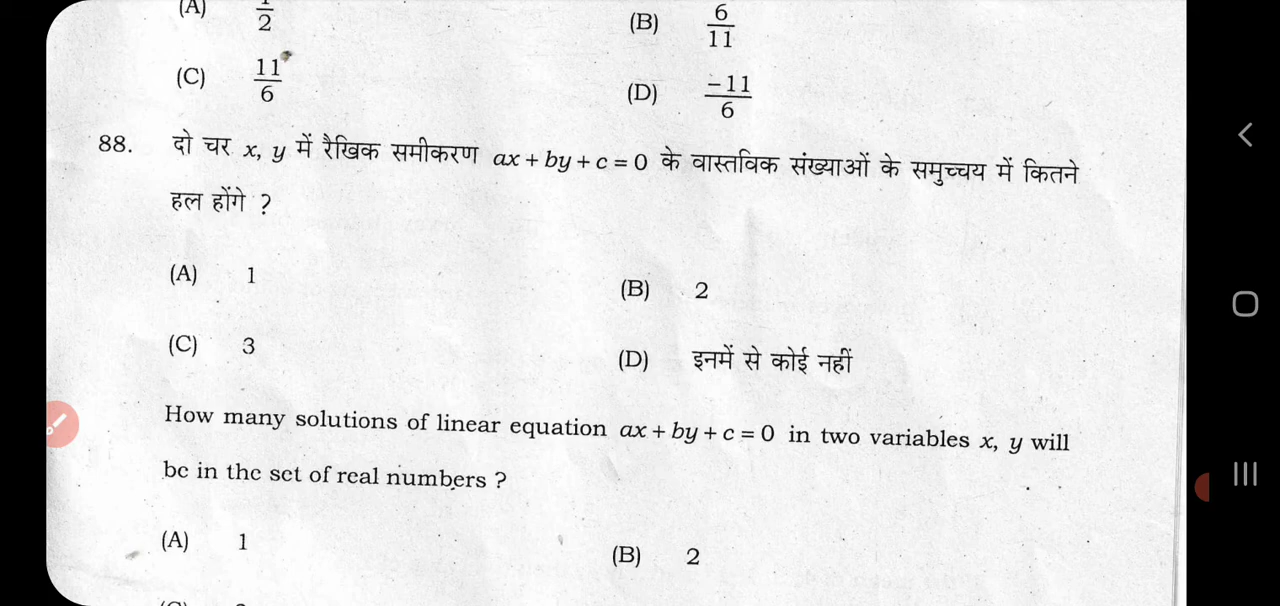 (A) 1/2 (B) 6/11
(C) 11/6 (D) −11/6
88. दो चर x, y में रैखिक समीकरण ax + by + c = 0 के वास्तविक संख्याओं के समुच्चय में कितने
हल होंगे ?
(A) 1 (B) 2
(C) 3 (D) इनमें से कोई नहीं
How many solutions of linear equation ax + by + c = 0 in two variables x, y will
be in the set of real numbers ?
(A) 1 (B) 2